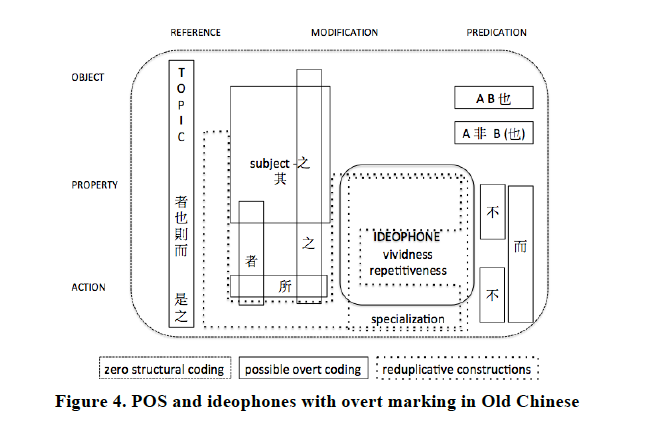 REFERENCE MODIFICATION PREDICATION
OBJECT
PROPERTY
ACTION
TOPIC
者也則而
是之
subject -之
其
者
之
所
IDEOPHONE
vividness
repetitiveness
specialization
A B 也
A 非 B (也)
不
不
而
zero structural coding possible overt coding reduplicative constructions
Figure 4. POS and ideophones with overt marking in Old Chinese